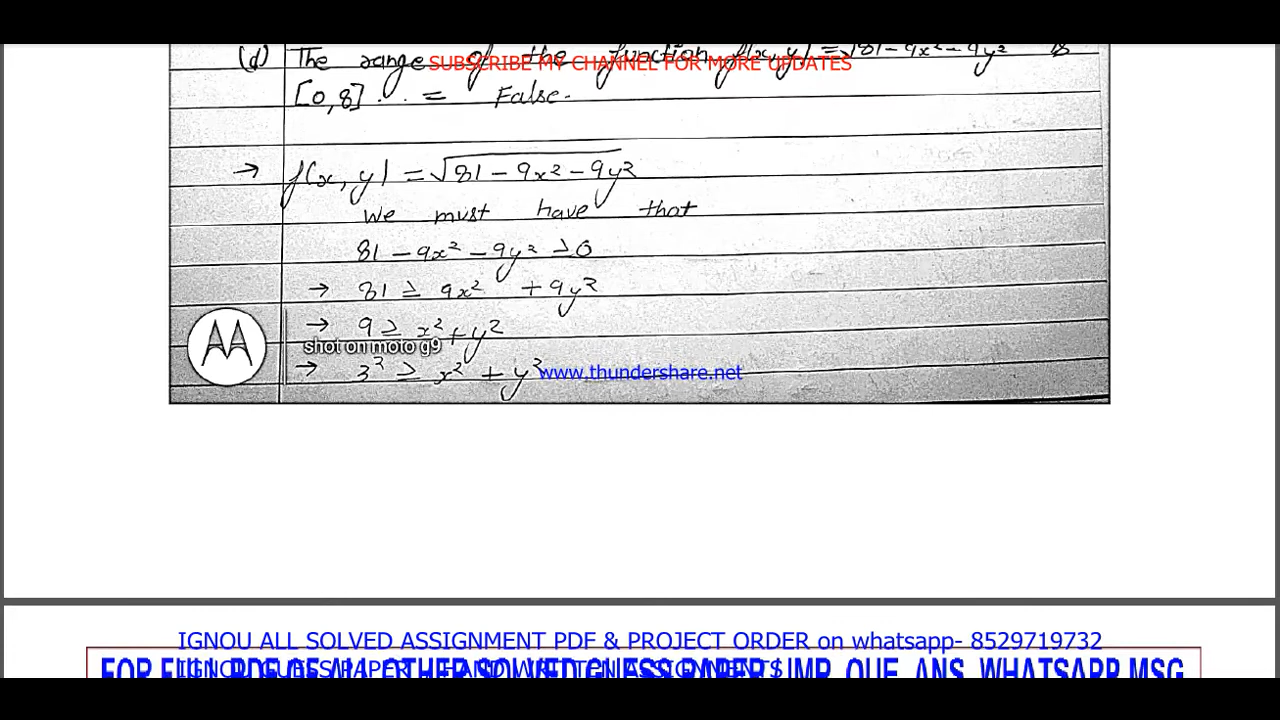 (d) The range of the function f(x,y) = √81-9x²-9y² is
SUBSCRIBE MY CHANNEL FOR MORE UPDATES
[0,8] ... = False.
→ f(x,y) = √81 - 9x² - 9y²
We must have that
81 - 9x² - 9y² ≥ 0
→ 81 ≥ 9x² + 9y²
→ 9 ≥ x² + y²
shot on moto g9
→ 3² ≥ x² + y²
www.thundershare.net
IGNOU ALL SOLVED ASSIGNMENT PDF & PROJECT ORDER on whatsapp- 8529719732